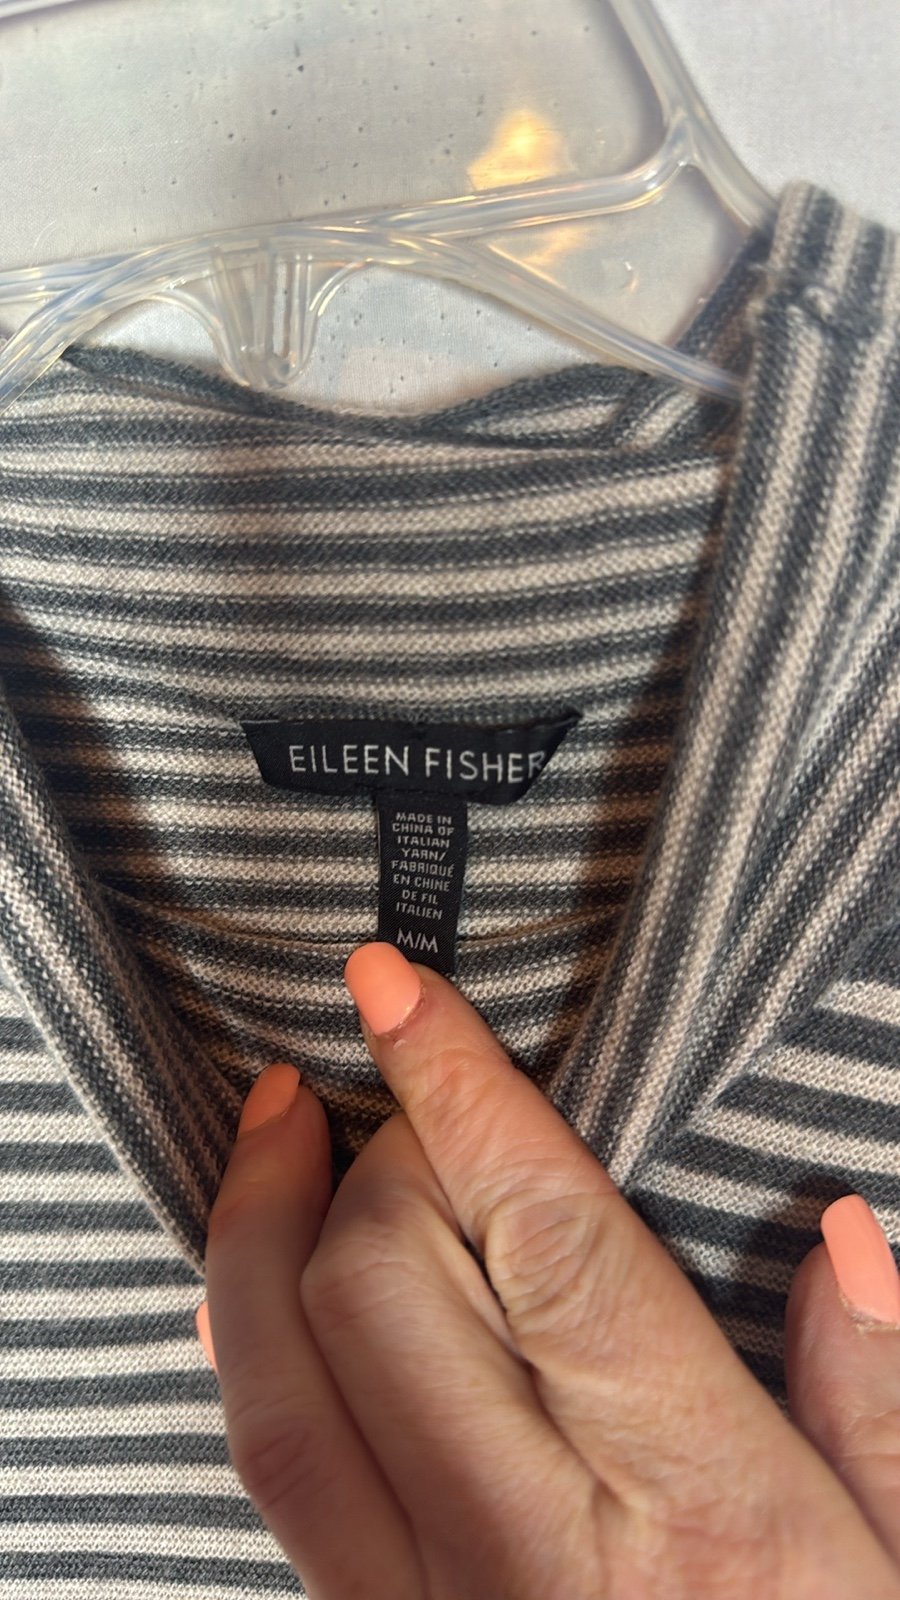 EILEEN FISHER
MADE IN
CHINA OF
ITALIAN
YARN/
FABRIQUÉ
EN CHINE
DE FIL
ITALIEN
M/M